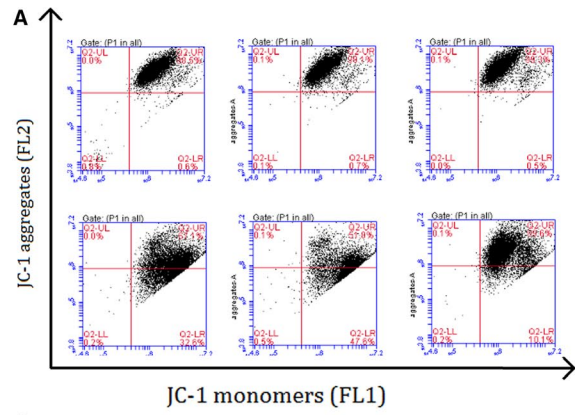 A
JC-1 aggregates (FL2)
Gate: (P1 in all)
Q2-UL
0.0%
Q2-UR
Q2-LL
Q2-LR
0.6%
Gate: (P1 in all)
Q2-UL
0.1%
Q2-UR
aggregates-A
Q2-LL
0.1%
Q2-LR
0.7%
Gate: (P1 in all)
Q2-UL
0.1%
Q2-UR
aggregates-A
Q2-LL
0.0%
Q2-LR
0.5%
Gate: (P1 in all)
Q2-UL
0.0%
Q2-UR
Q2-LL
0.2%
Q2-LR
32.6%
Gate: (P1 in all)
Q2-UL
0.1%
Q2-UR
aggregates-A
Q2-LL
0.5%
Q2-LR
47.6%
Gate: (P1 in all)
Q2-UL
0.1%
Q2-UR
aggregates-A
Q2-LL
0.2%
Q2-LR
10.1%
JC-1 monomers (FL1)